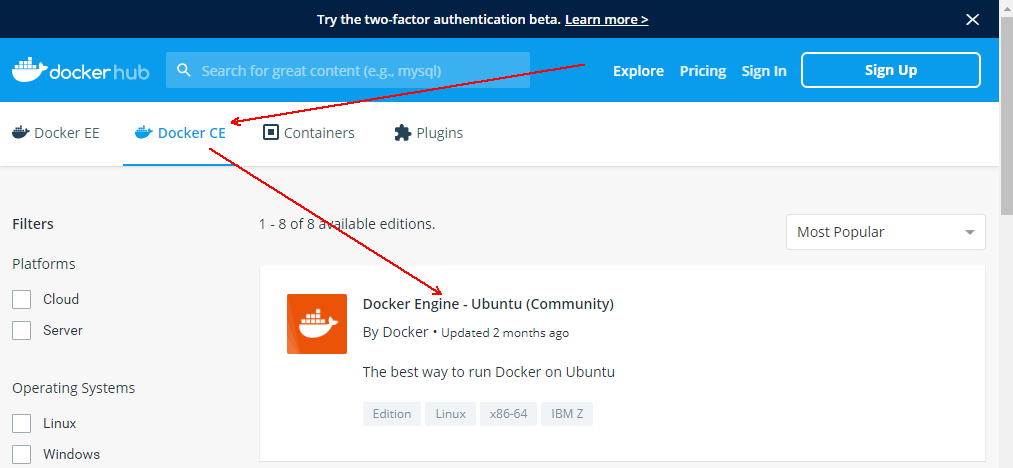 Try the two-factor authentication beta. Learn more >
dockerhub
Search for great content (e.g., mysql)
Explore Pricing Sign In Sign Up
Docker EE Docker CE Containers Plugins
Filters
1 - 8 of 8 available editions.
Most Popular
Platforms
Cloud
Server
Operating Systems
Linux
Windows
Docker Engine - Ubuntu (Community)
By Docker • Updated 2 months ago
The best way to run Docker on Ubuntu
Edition Linux x86-64 IBM Z